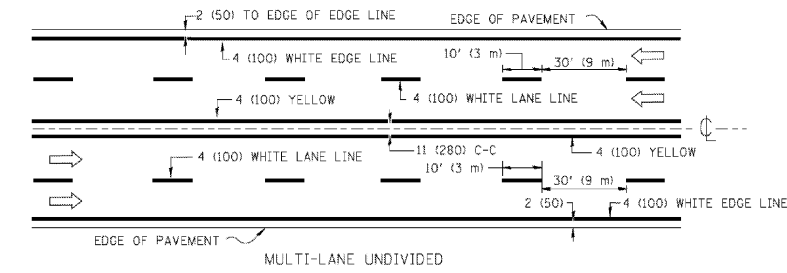 2 (50) TO EDGE OF EDGE LINE
EDGE OF PAVEMENT
4 (100) WHITE EDGE LINE
10' (3 m)
30' (9 m)
4 (100) YELLOW
4 (100) WHITE LANE LINE
℄
4 (100) WHITE LANE LINE
11 (280) C-C
4 (100) YELLOW
10' (3 m)
30' (9 m)
2 (50)
4 (100) WHITE EDGE LINE
EDGE OF PAVEMENT
MULTI-LANE UNDIVIDED